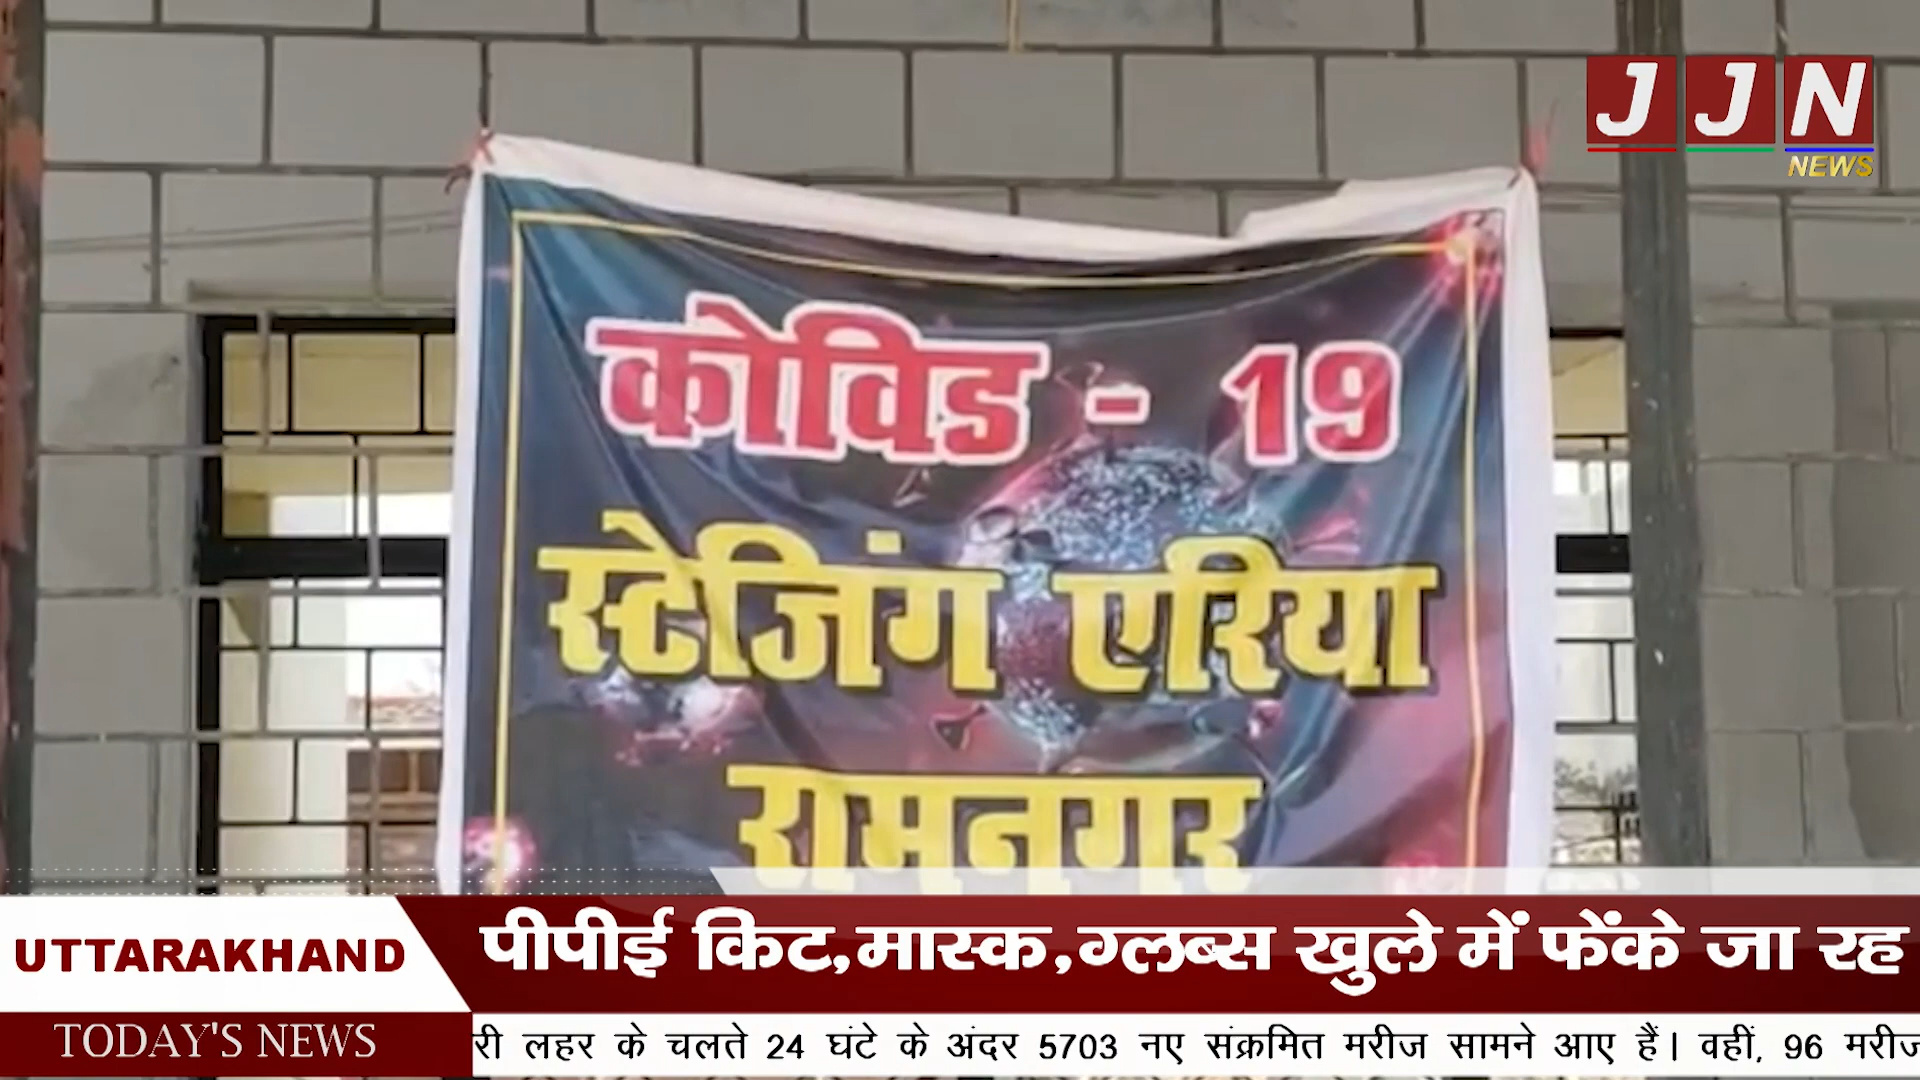 JJN
NEWS
कोविड - 19
स्टेजिंग एरिया
रामनगर
UTTARAKHAND
पीपीई किट,मास्क,ग्लब्स खुले में फेंके जा रह
TODAY'S NEWS
री लहर के चलते 24 घंटे के अंदर 5703 नए संक्रमित मरीज सामने आए हैं। वहीं, 96 मरीज